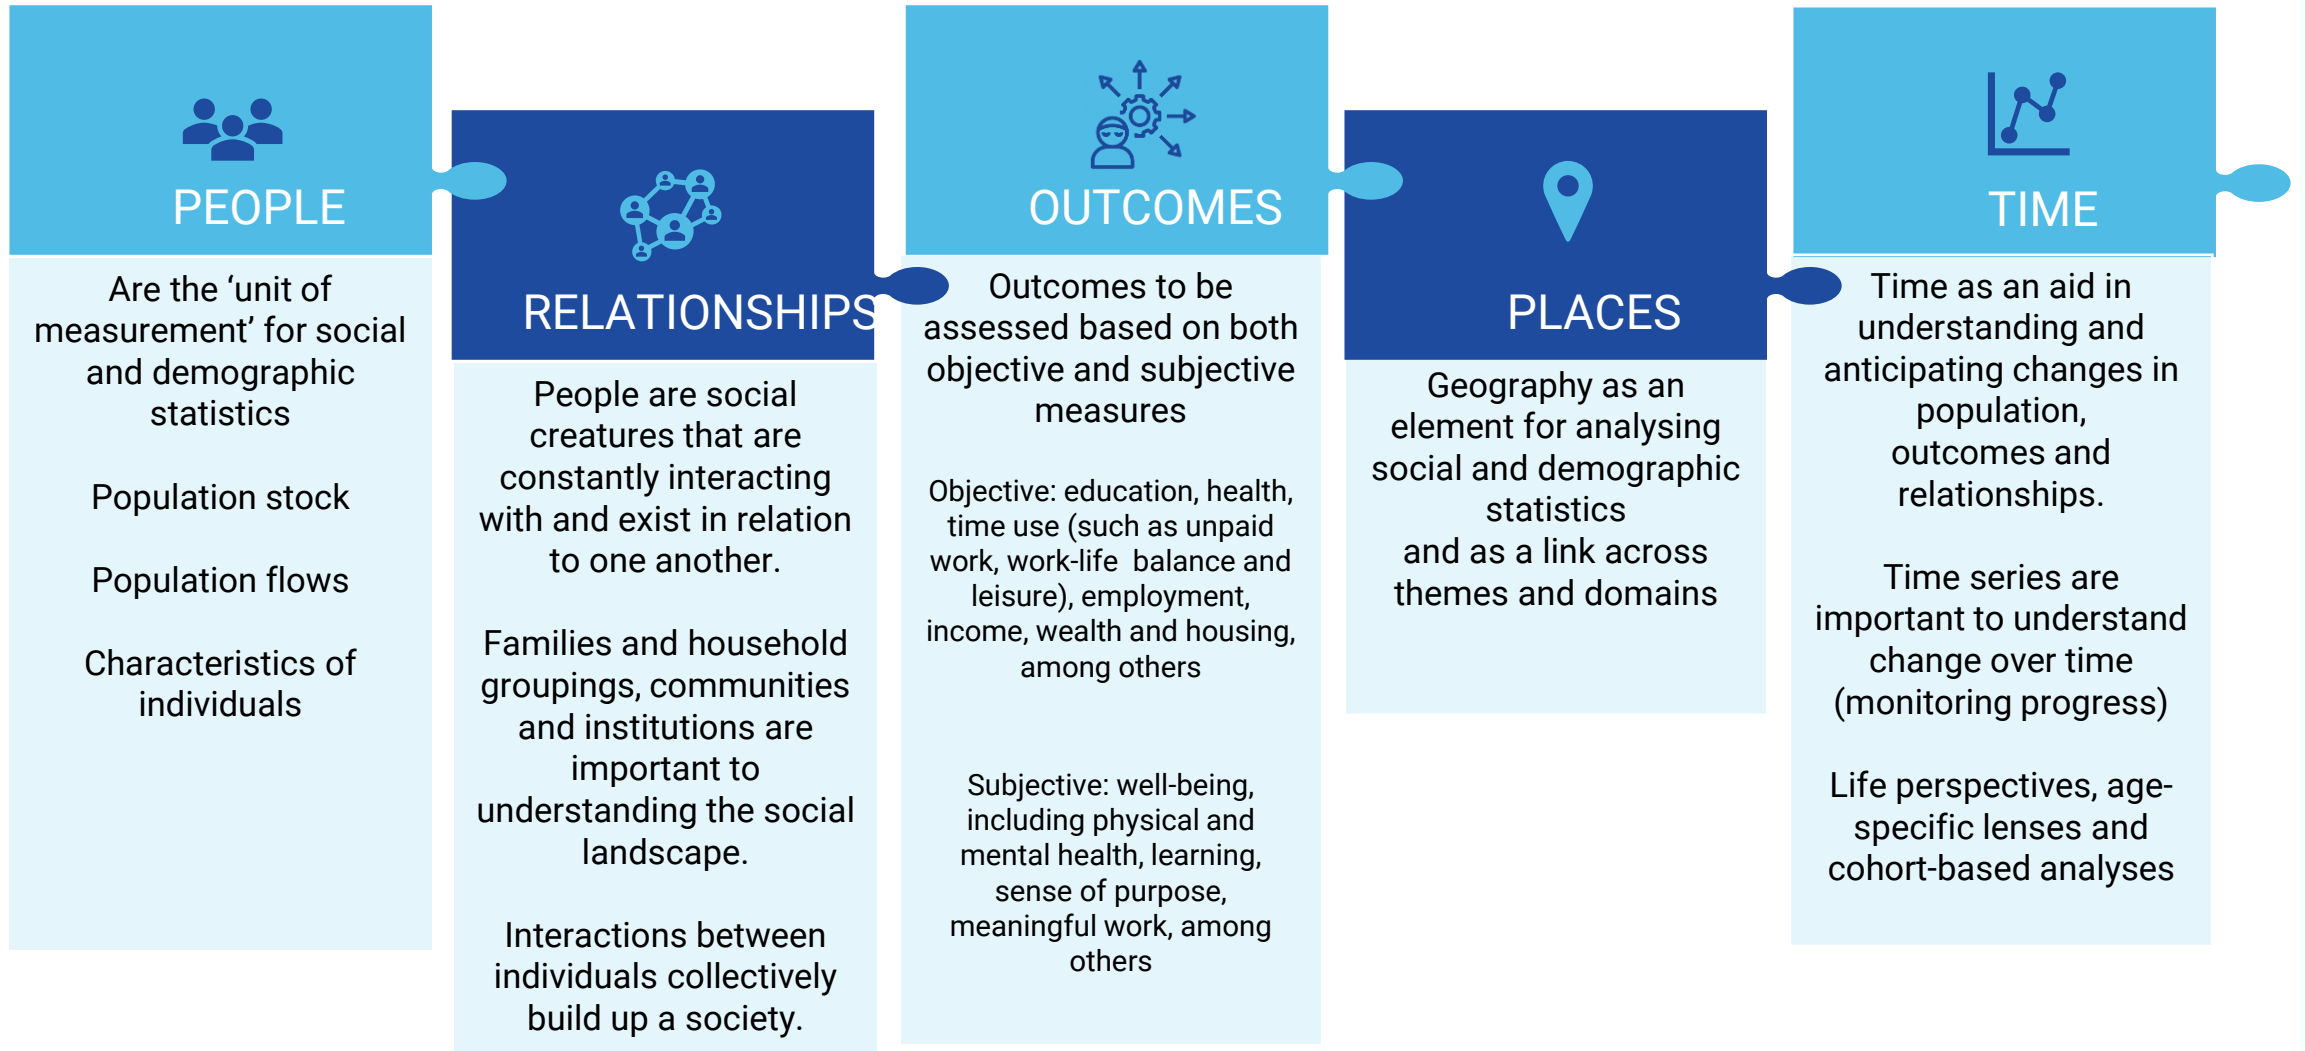 PEOPLE
Are the ‘unit of
measurement’ for social
and demographic
statistics
Population stock
Population flows
Characteristics of
individuals
RELATIONSHIPS
People are social
creatures that are
constantly interacting
with and exist in relation
to one another.
Families and household
groupings, communities
and institutions are
important to
understanding the social
landscape.
Interactions between
individuals collectively
build up a society.
OUTCOMES
Outcomes to be
assessed based on both
objective and subjective
measures
Objective: education, health,
time use (such as unpaid
work, work-life  balance and
leisure), employment,
income, wealth and housing,
among others
Subjective: well-being,
including physical and
mental health, learning,
sense of purpose,
meaningful work, among
others
PLACES
Geography as an
element for analysing
social and demographic
statistics
and as a link across
themes and domains
TIME
Time as an aid in
understanding and
anticipating changes in
population,
outcomes and
relationships.
Time series are
important to understand
change over time
(monitoring progress)
Life perspectives, age-
specific lenses and
cohort-based analyses